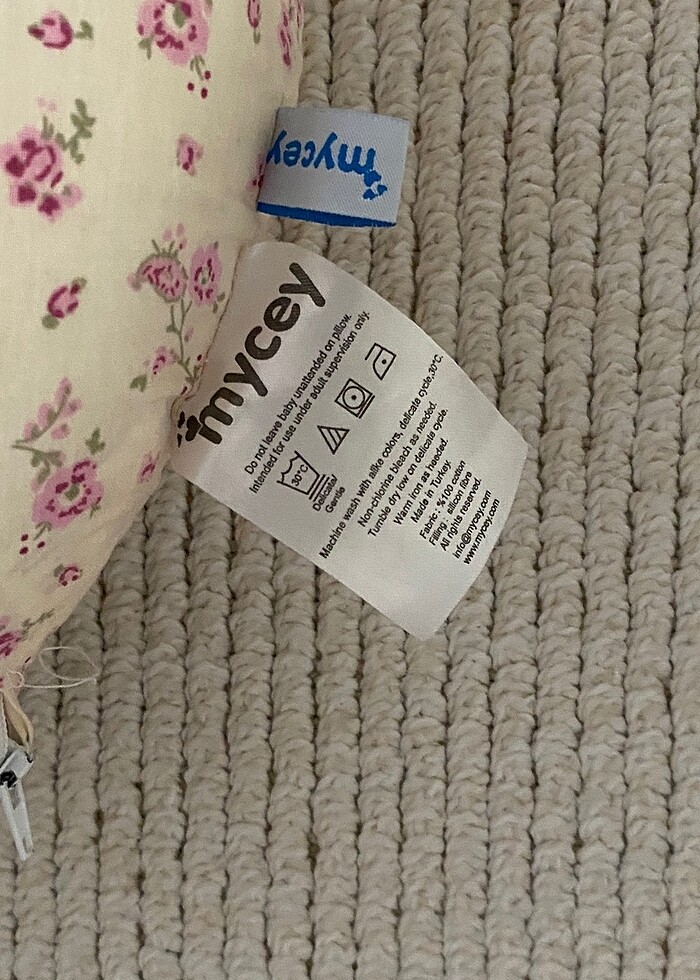 mycey
mycey
Do not leave baby unattended on pillow.
Intended for use under adult supervision only.
30°C
Delicate/
Gentle
Machine wash with alike colors, delicate cycle,30°C.
Non-chlorine bleach as needed.
Tumble dry low on delicate cycle.
Warm iron as needed.
Made in Turkey.
Fabric : %100 cotton
Filling : silicon fibre
All rights reserved.
info@mycey.com
www.mycey.com